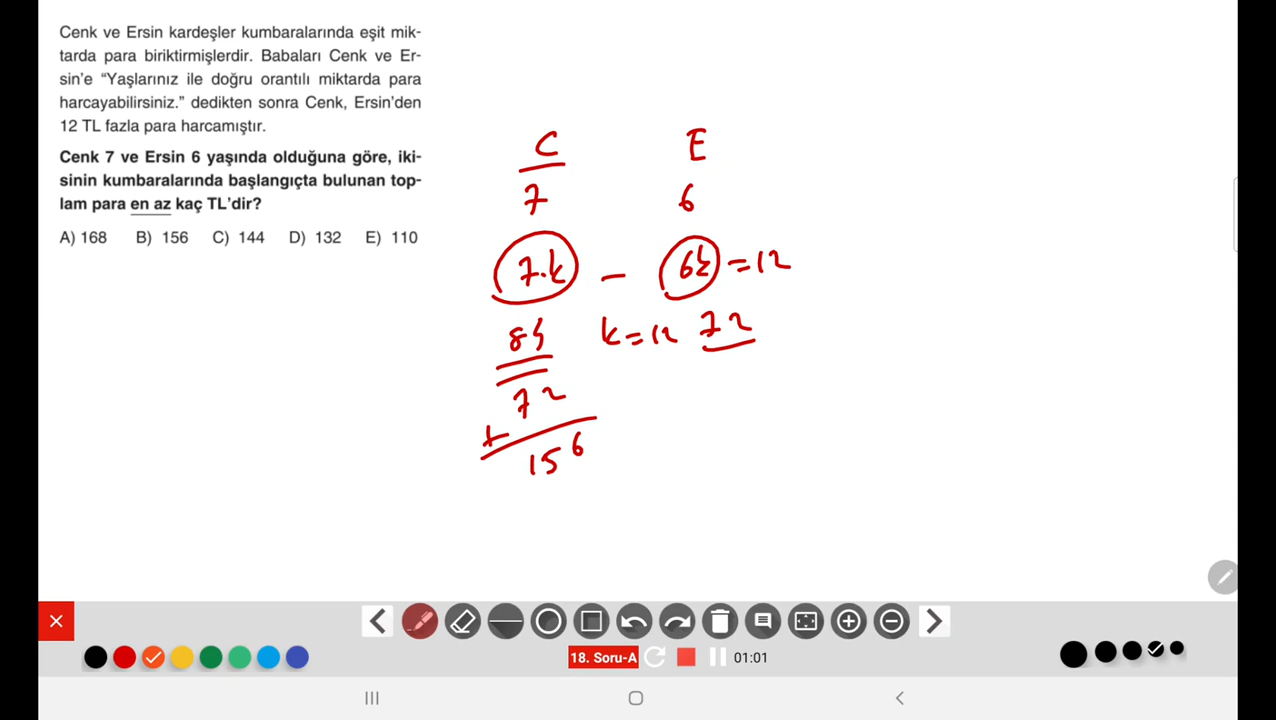 Cenk ve Ersin kardeşler kumbaralarında eşit mik-
tarda para biriktirmişlerdir. Babaları Cenk ve Er-
sin'e “Yaşlarınız ile doğru orantılı miktarda para
harcayabilirsiniz.” dedikten sonra Cenk, Ersin'den
12 TL fazla para harcamıştır.
Cenk 7 ve Ersin 6 yaşında olduğuna göre, iki-
sinin kumbaralarında başlangıçta bulunan top-
lam para en az kaç TL'dir?
A) 168 B) 156 C) 144 D) 132 E) 110
C E
7 6
7.k – 6k = 12
84 k = 12 72
72
+
156
18. Soru-A 01:01